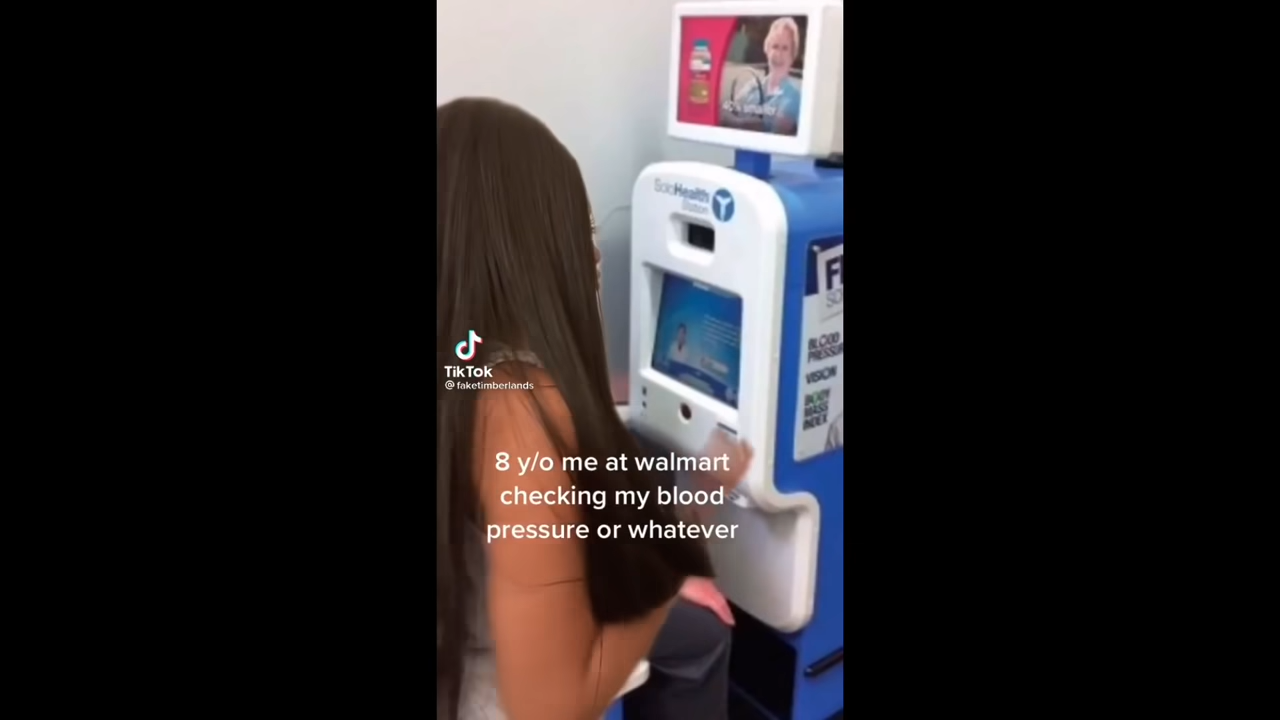 SoloHealth
Station
BLOOD
PRESSURE
VISION
BODY
MASS
INDEX
TikTok
@faketimberlands
8 y/o me at walmart
checking my blood
pressure or whatever